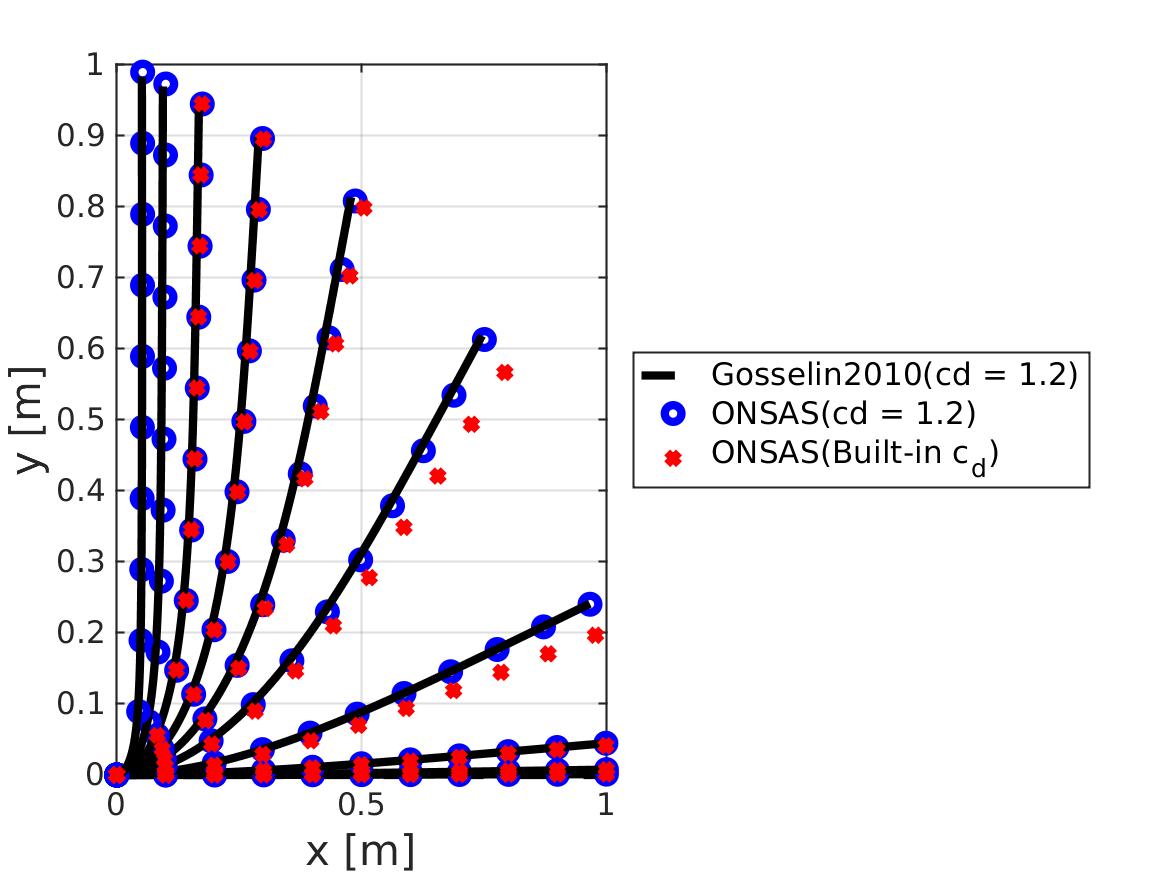 1
0.9
0.8
0.7
0.6
0.5
0.4
0.3
0.2
0.1
0
y [m]
0 0.5 1
x [m]
Gosselin2010(cd = 1.2)
ONSAS(cd = 1.2)
ONSAS(Built-in c_d)